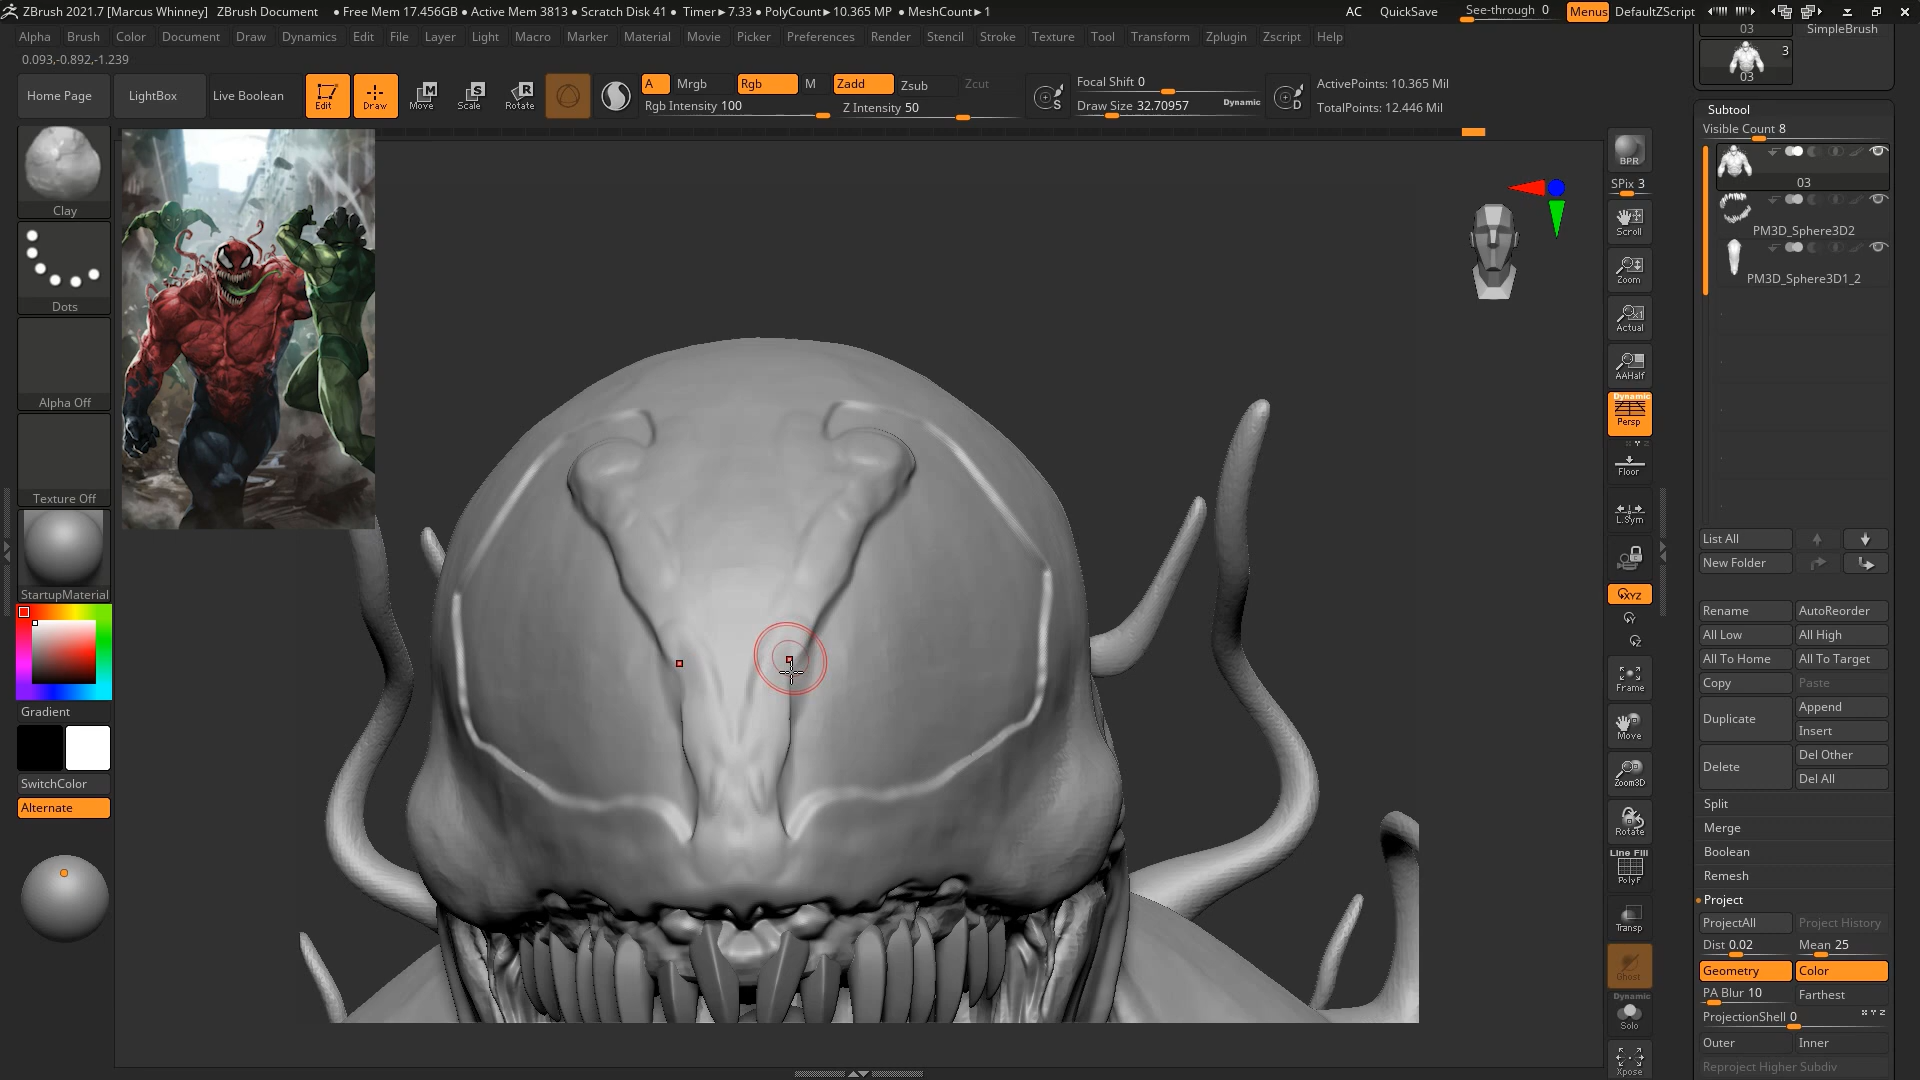 ZBrush 2021.7 [Marcus Whinney] ZBrush Document • Free Mem 17.456GB • Active Mem 3813 • Scratch Disk 41 • Timer►7.33 • PolyCount►10.365 MP • MeshCount►1 AC QuickSave See-through 0 Menus DefaultZScript
Alpha Brush Color Document Draw Dynamics Edit File Layer Light Macro Marker Material Movie Picker Preferences Render Stencil Stroke Texture Tool Transform Zplugin Zscript Help
0.093,-0.892,-1.239
Home Page
LightBox
Live Boolean
Edit
Draw
Move
Scale
Rotate
A Mrgb Rgb M Zadd Zsub Zcut
Rgb Intensity 100 Z Intensity 50
Focal Shift 0
Draw Size 32.70957 Dynamic
ActivePoints: 10.365 Mil
TotalPoints: 12.446 Mil
Clay
Dots
Alpha Off
Texture Off
StartupMaterial
Gradient
SwitchColor
Alternate
BPR
SPix 3
Scroll
Zoom
Actual
AAHalf
Dynamic
Persp
Floor
L.Sym
XYZ
Frame
Move
Zoom3D
Rotate
Line Fill
PolyF
Transp
Ghost
Dynamic
Solo
Xpose
03 SimpleBrush
3
03
Subtool
Visible Count 8
03
PM3D_Sphere3D2
PM3D_Sphere3D1_2
List All
New Folder
Rename AutoReorder
All Low All High
All To Home All To Target
Copy Paste
Duplicate Append
Insert
Delete Del Other
Del All
Split
Merge
Boolean
Remesh
Project
ProjectAll Project History
Dist 0.02 Mean 25
Geometry Color
PA Blur 10 Farthest
ProjectionShell 0 X Y Z
Outer Inner
Reproject Higher Subdiv